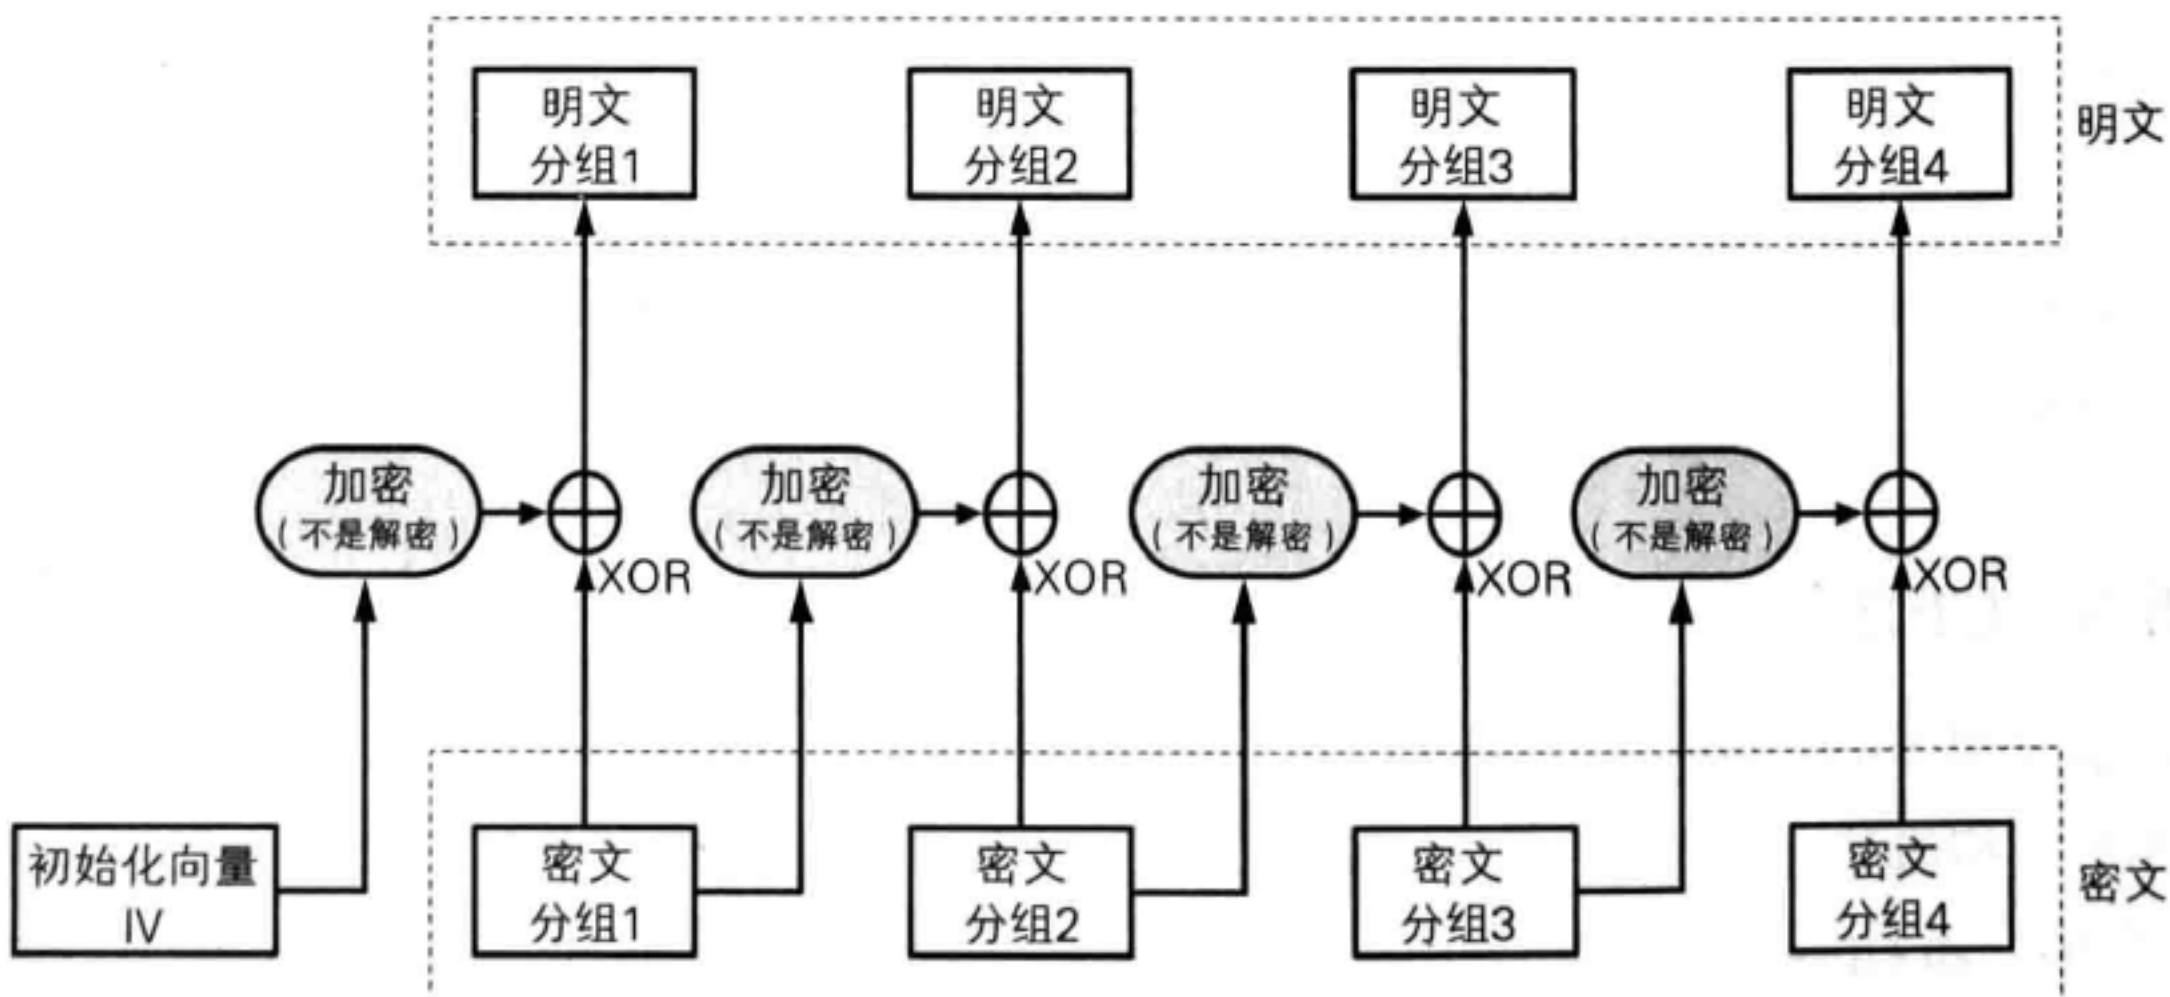 明文
分组1
明文
分组2
明文
分组3
明文
分组4
明文
加密
(不是解密)
XOR
加密
(不是解密)
XOR
加密
(不是解密)
XOR
加密
(不是解密)
XOR
初始化向量
IV
密文
分组1
密文
分组2
密文
分组3
密文
分组4
密文